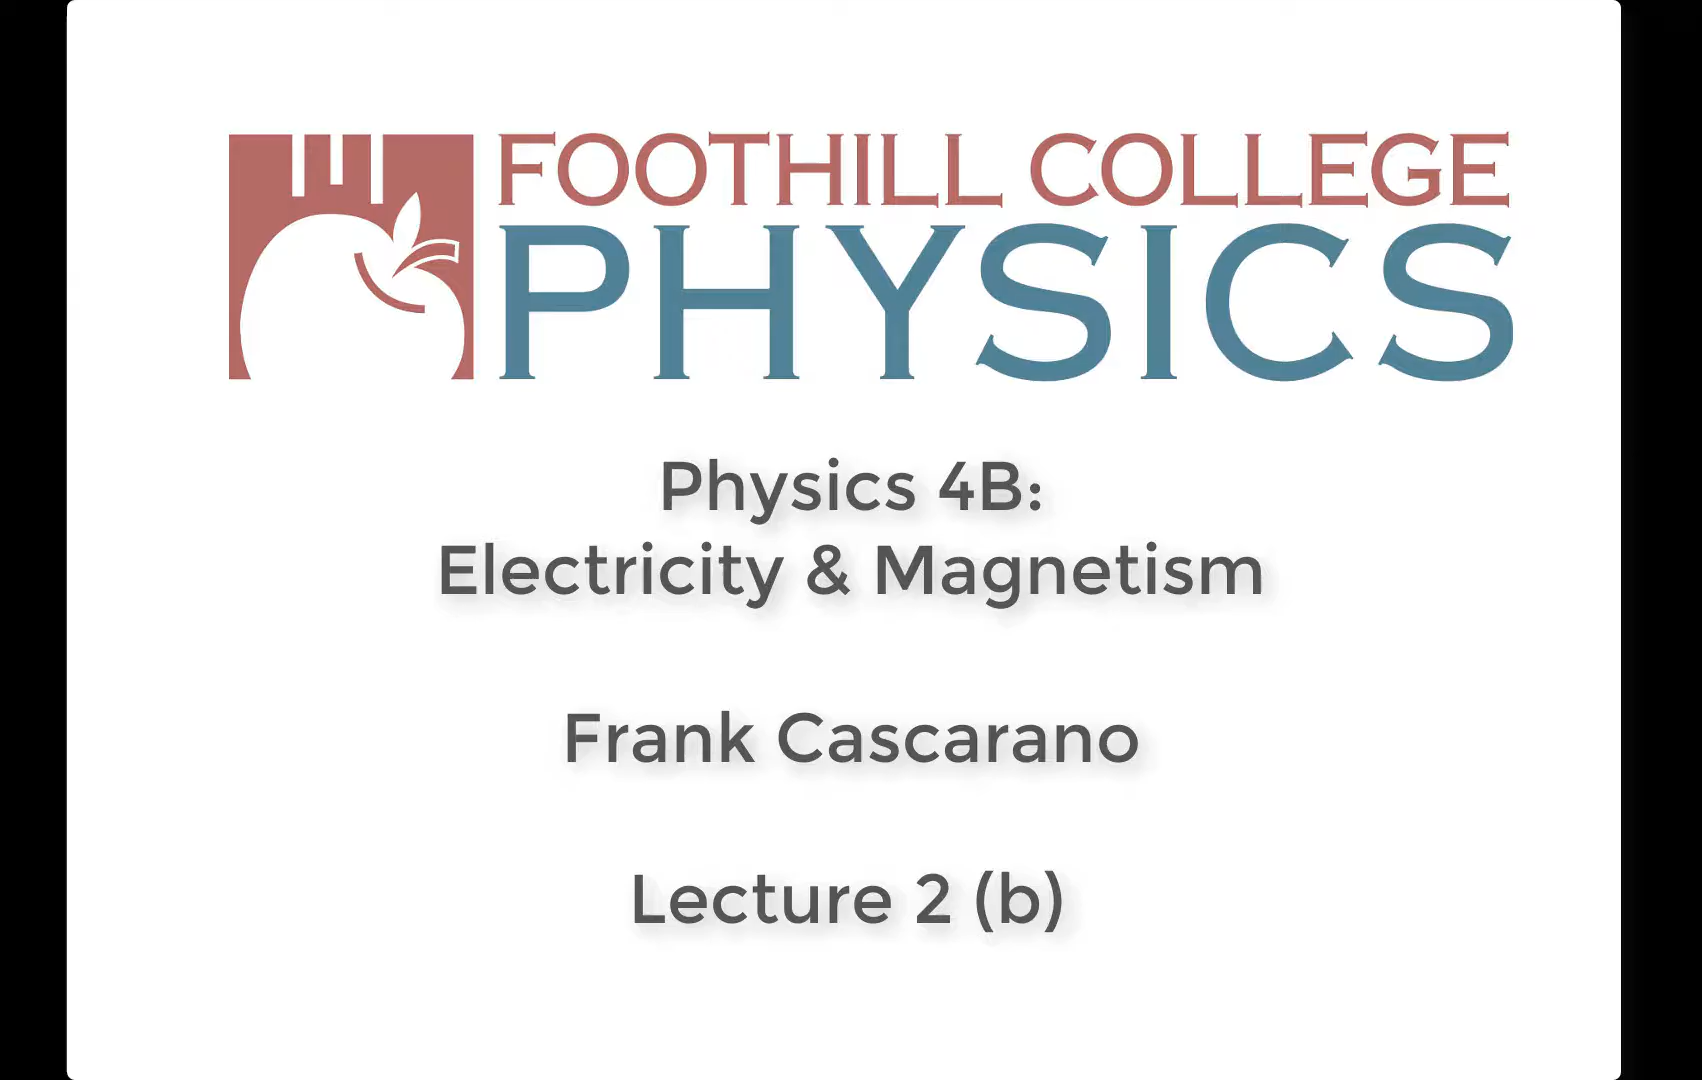 FOOTHILL COLLEGE
PHYSICS
Physics 4B:
Electricity & Magnetism
Frank Cascarano
Lecture 2 (b)